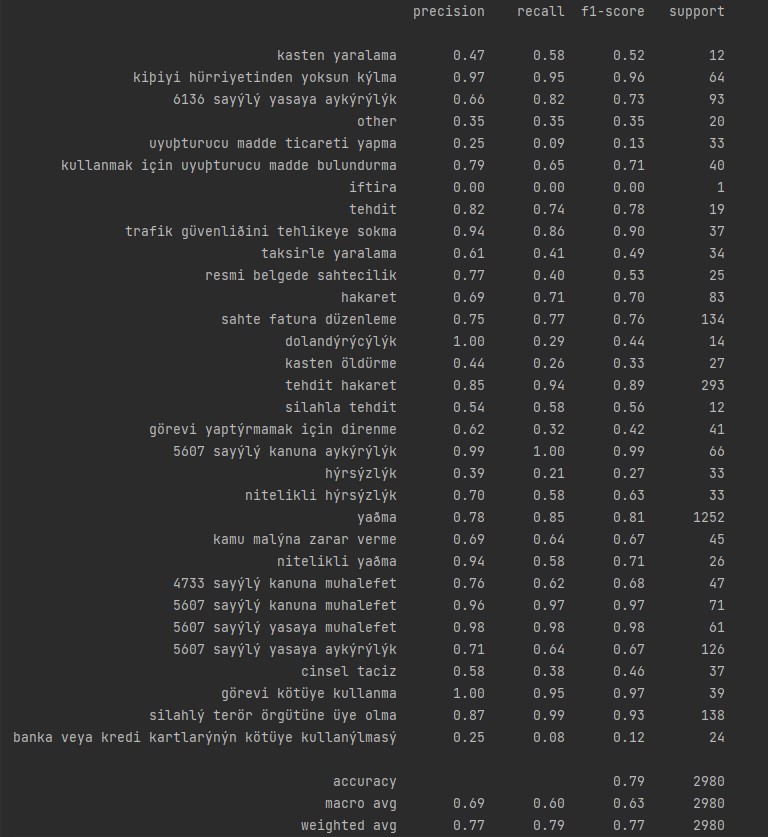 precision recall f1-score support
kasten yaralama 0.47 0.58 0.52 12
kiþiyi hürriyetinden yoksun kýlma 0.97 0.95 0.96 64
6136 sayýlý yasaya aykýrýlýk 0.66 0.82 0.73 93
other 0.35 0.35 0.35 20
uyuþturucu madde ticareti yapma 0.25 0.09 0.13 33
kullanmak için uyuþturucu madde bulundurma 0.79 0.65 0.71 40
iftira 0.00 0.00 0.00 1
tehdit 0.82 0.74 0.78 19
trafik güvenliðini tehlikeye sokma 0.94 0.86 0.90 37
taksirle yaralama 0.61 0.41 0.49 34
resmi belgede sahtecilik 0.77 0.40 0.53 25
hakaret 0.69 0.71 0.70 83
sahte fatura düzenleme 0.75 0.77 0.76 134
dolandýrýcýlýk 1.00 0.29 0.44 14
kasten öldürme 0.44 0.26 0.33 27
tehdit hakaret 0.85 0.94 0.89 293
silahla tehdit 0.54 0.58 0.56 12
görevi yaptýrmamak için direnme 0.62 0.32 0.42 41
5607 sayýlý kanuna aykýrýlýk 0.99 1.00 0.99 66
hýrsýzlýk 0.39 0.21 0.27 33
nitelikli hýrsýzlýk 0.70 0.58 0.63 33
yaðma 0.78 0.85 0.81 1252
kamu malýna zarar verme 0.69 0.64 0.67 45
nitelikli yaðma 0.94 0.58 0.71 26
4733 sayýlý kanuna muhalefet 0.76 0.62 0.68 47
5607 sayýlý kanuna muhalefet 0.96 0.97 0.97 71
5607 sayýlý yasaya muhalefet 0.98 0.98 0.98 61
5607 sayýlý yasaya aykýrýlýk 0.71 0.64 0.67 126
cinsel taciz 0.58 0.38 0.46 37
görevi kötüye kullanma 1.00 0.95 0.97 39
silahlý terör örgütüne üye olma 0.87 0.99 0.93 138
banka veya kredi kartlarýnýn kötüye kullanýlmasý 0.25 0.08 0.12 24
accuracy 0.79 2980
macro avg 0.69 0.60 0.63 2980
weighted avg 0.77 0.79 0.77 2980